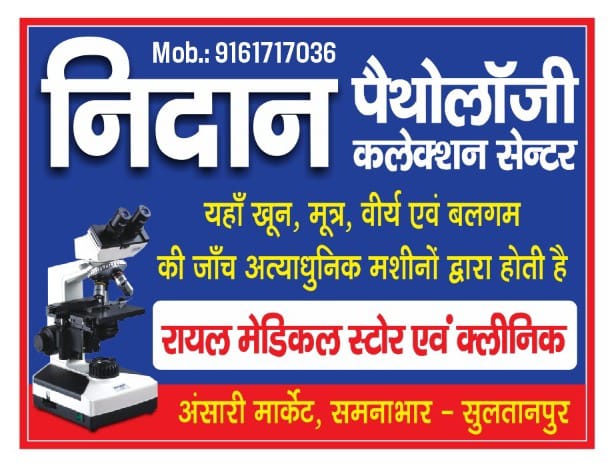 Mob.: 9161717036
निदान
पैथोलॉजी
कलेक्शन सेन्टर
यहाँ खून, मूत्र, वीर्य एवं बलगम
की जाँच अत्याधुनिक मशीनों द्वारा होती है
रायल मेडिकल स्टोर एवं क्लीनिक
अंसारी मार्केट, समनाभार - सुलतानपुर